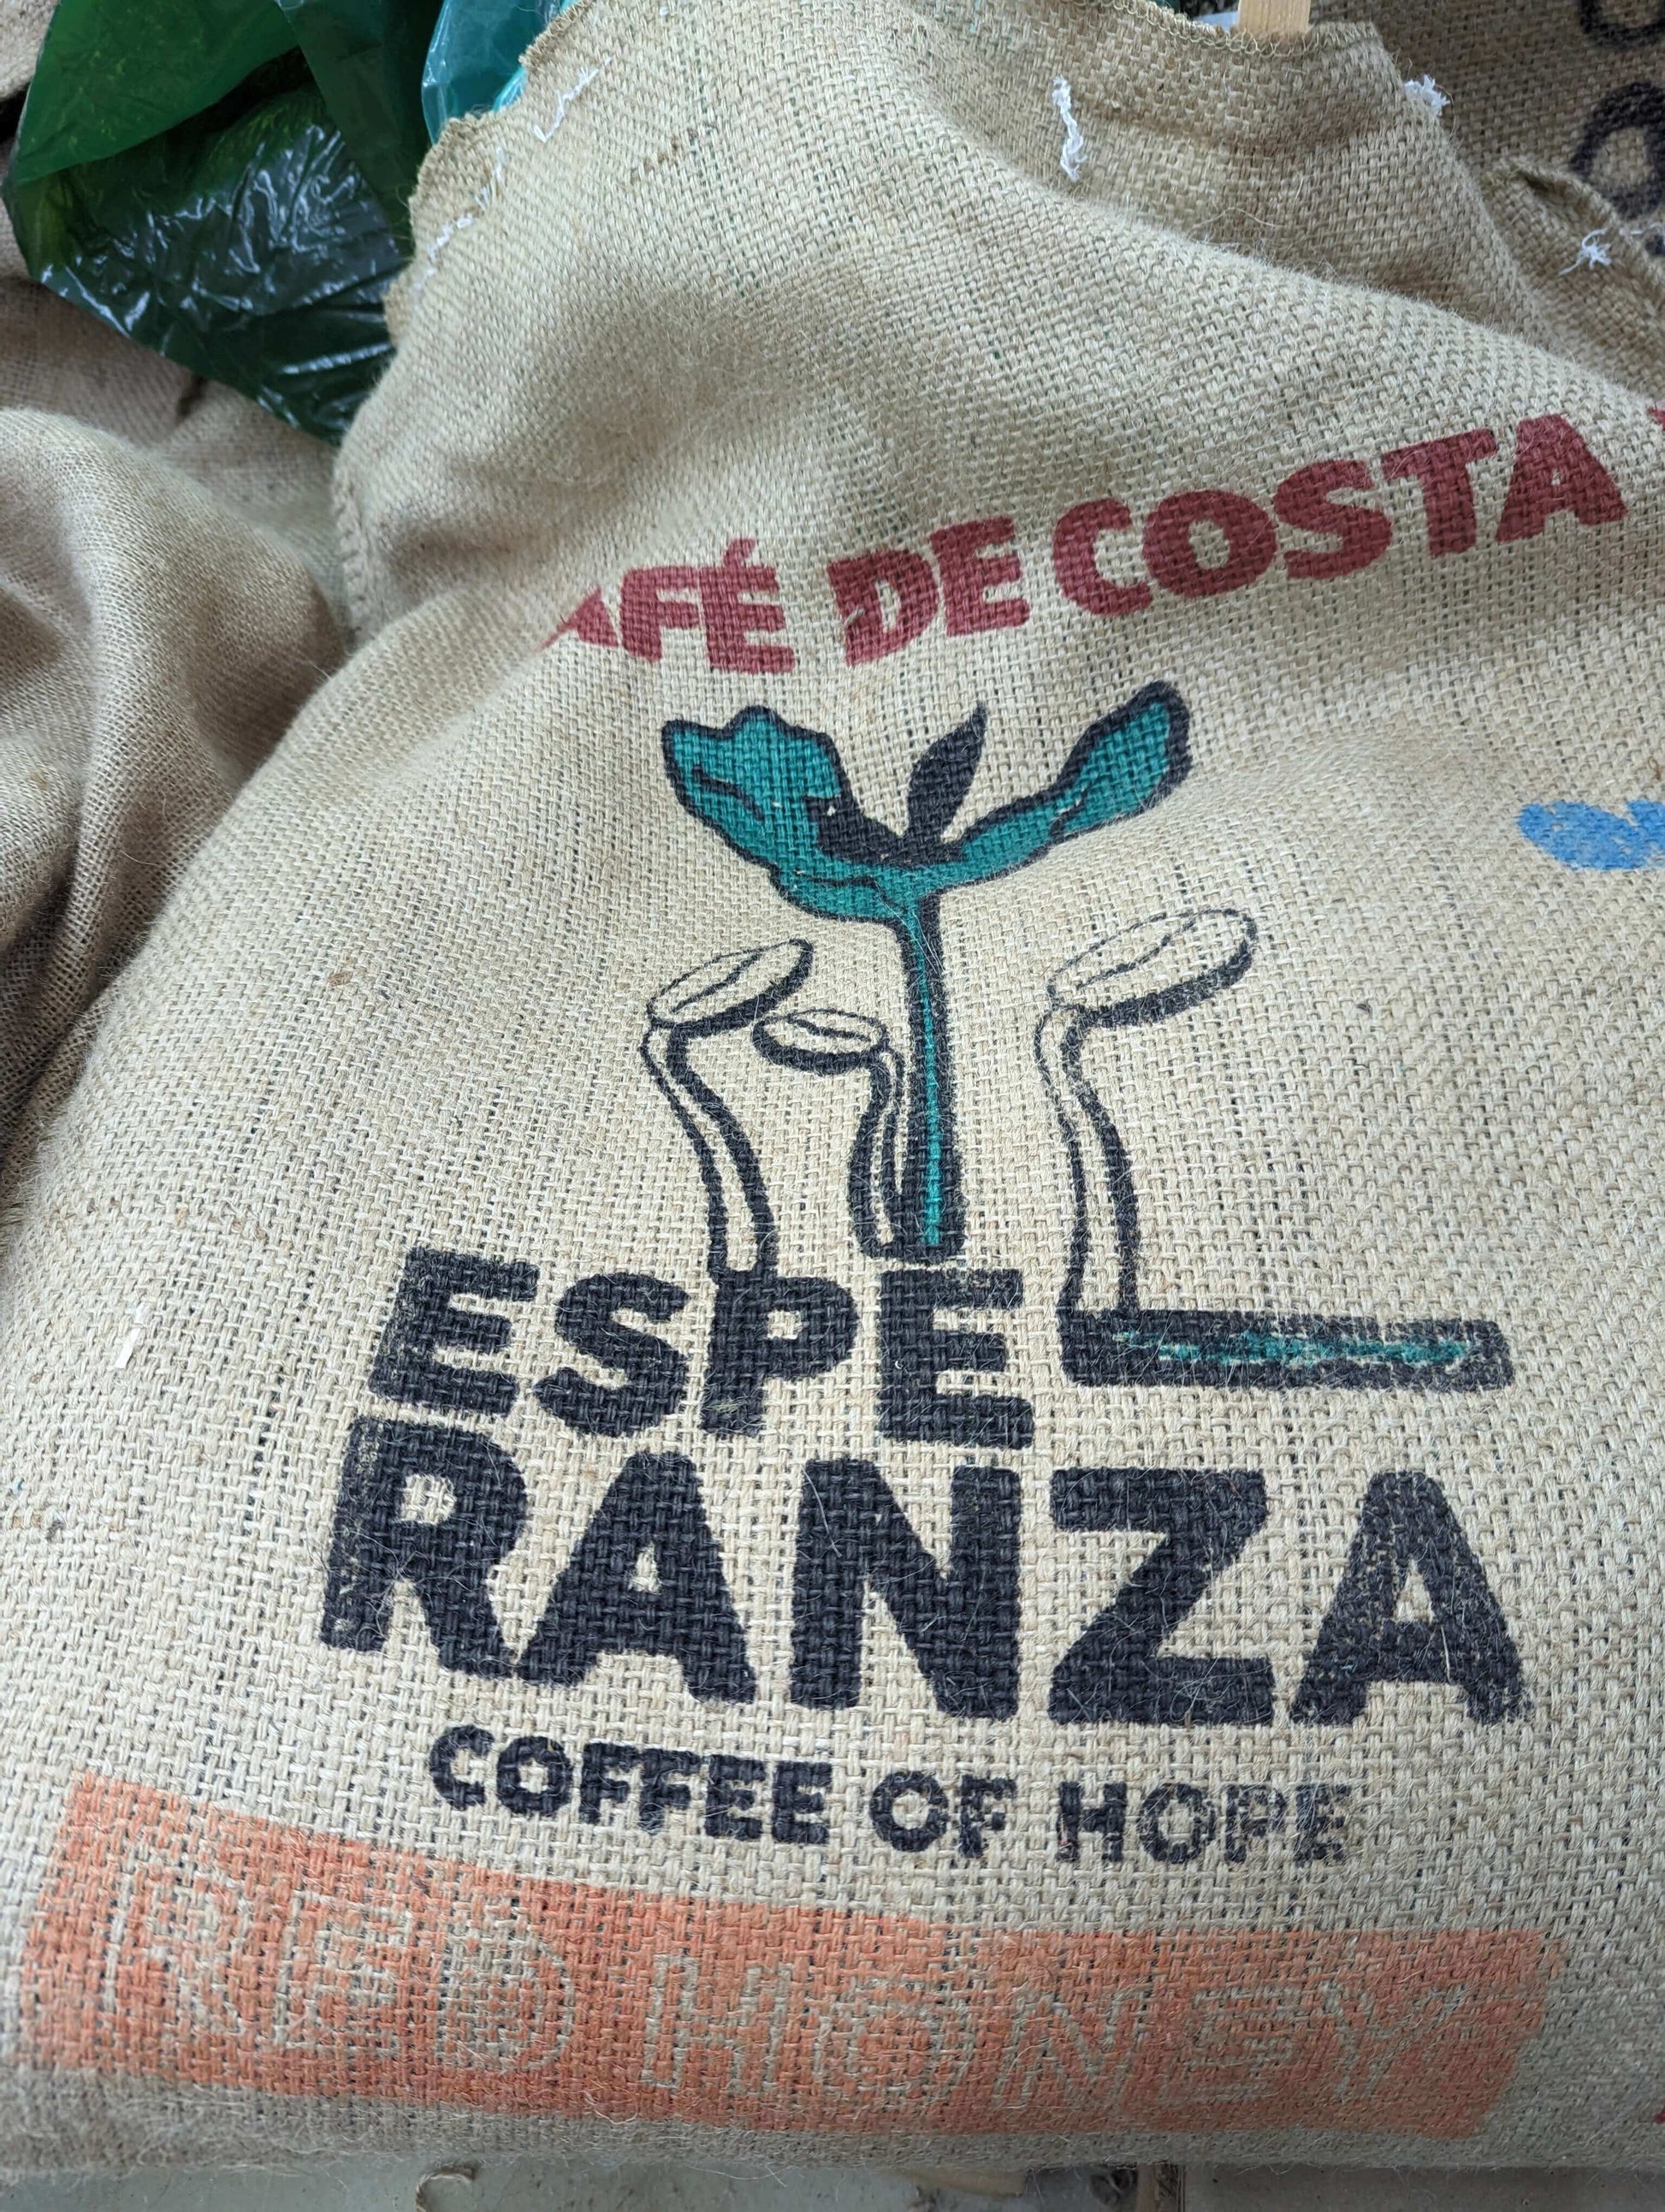 AFÉ DE COSTA
ESPE
RANZA
COFFEE OF HOPE
RED HONEY